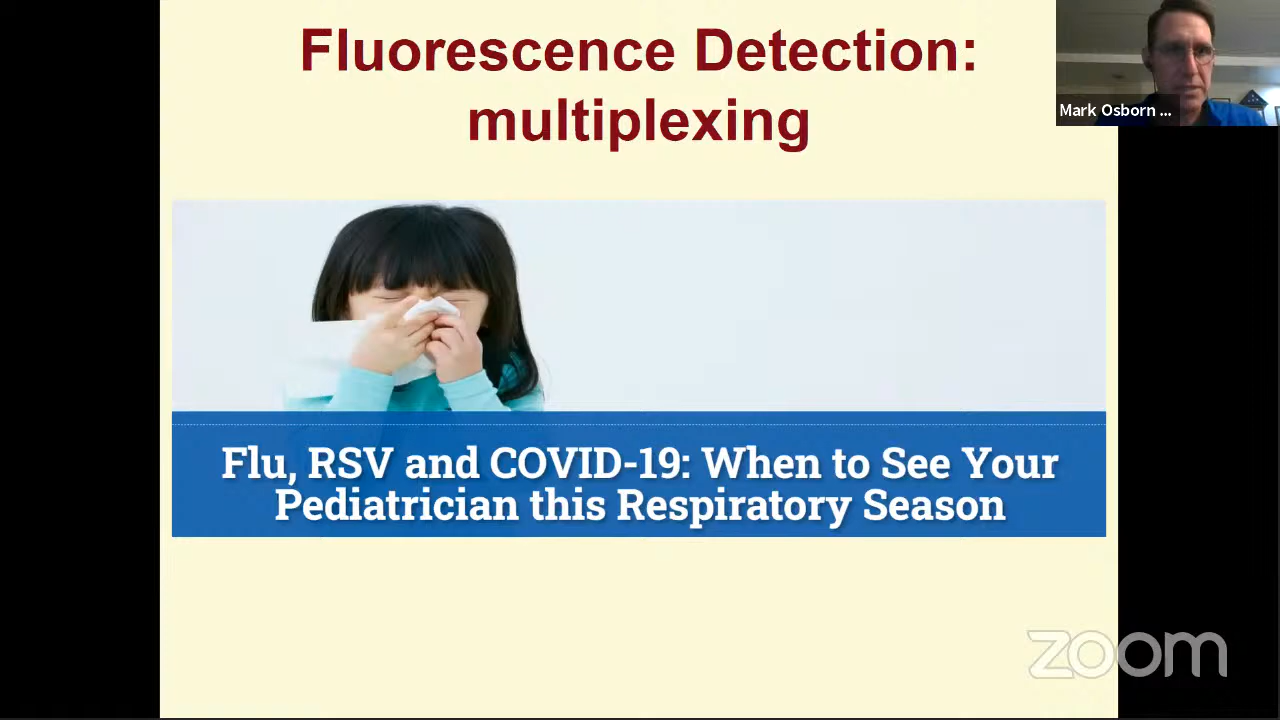 Fluorescence Detection:
multiplexing
Mark Osborn ...
Flu, RSV and COVID-19: When to See Your
Pediatrician this Respiratory Season
zoom